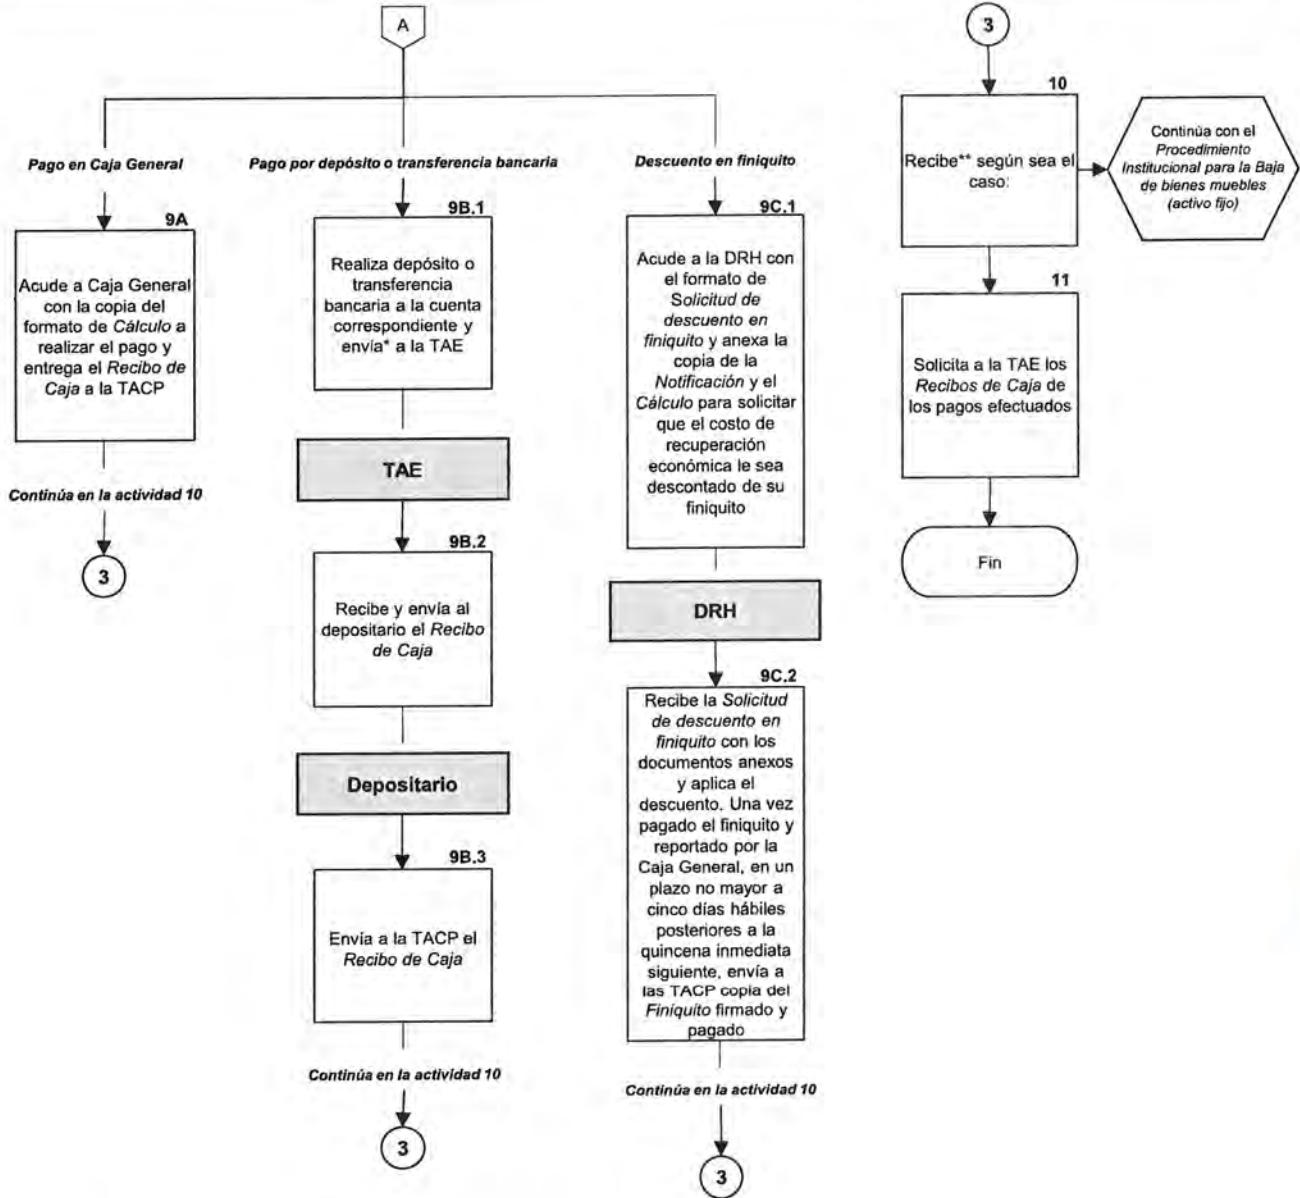 A
Pago en Caja General
9A
Acude a Caja General
con la copia del
formato de Cálculo a
realizar el pago y
entrega el Recibo de
Caja a la TACP
Continúa en la actividad 10
3
Pago por depósito o transferencia bancaria
9B.1
Realiza depósito o
transferencia
bancaria a la cuenta
correspondiente y
envía* a la TAE
TAE
9B.2
Recibe y envía al
depositario el Recibo
de Caja
Depositario
9B.3
Envía a la TACP el
Recibo de Caja
Continúa en la actividad 10
3
Descuento en finiquito
9C.1
Acude a la DRH con
el formato de
Solicitud de
descuento en
finiquito y anexa la
copia de la
Notificación y el
Cálculo para solicitar
que el costo de
recuperación
económica le sea
descontado de su
finiquito
DRH
9C.2
Recibe la Solicitud
de descuento en
finiquito con los
documentos anexos
y aplica el
descuento. Una vez
pagado el finiquito y
reportado por la
Caja General, en un
plazo no mayor a
cinco días hábiles
posteriores a la
quincena inmediata
siguiente, envía a
las TACP copia del
Finiquito firmado y
pagado
Continúa en la actividad 10
3
3
10
Recibe** según sea el
caso:
Continúa con el
Procedimiento
Institucional para la Baja
de bienes muebles
(activo fijo)
11
Solicita a la TAE los
Recibos de Caja de
los pagos efectuados
Fin